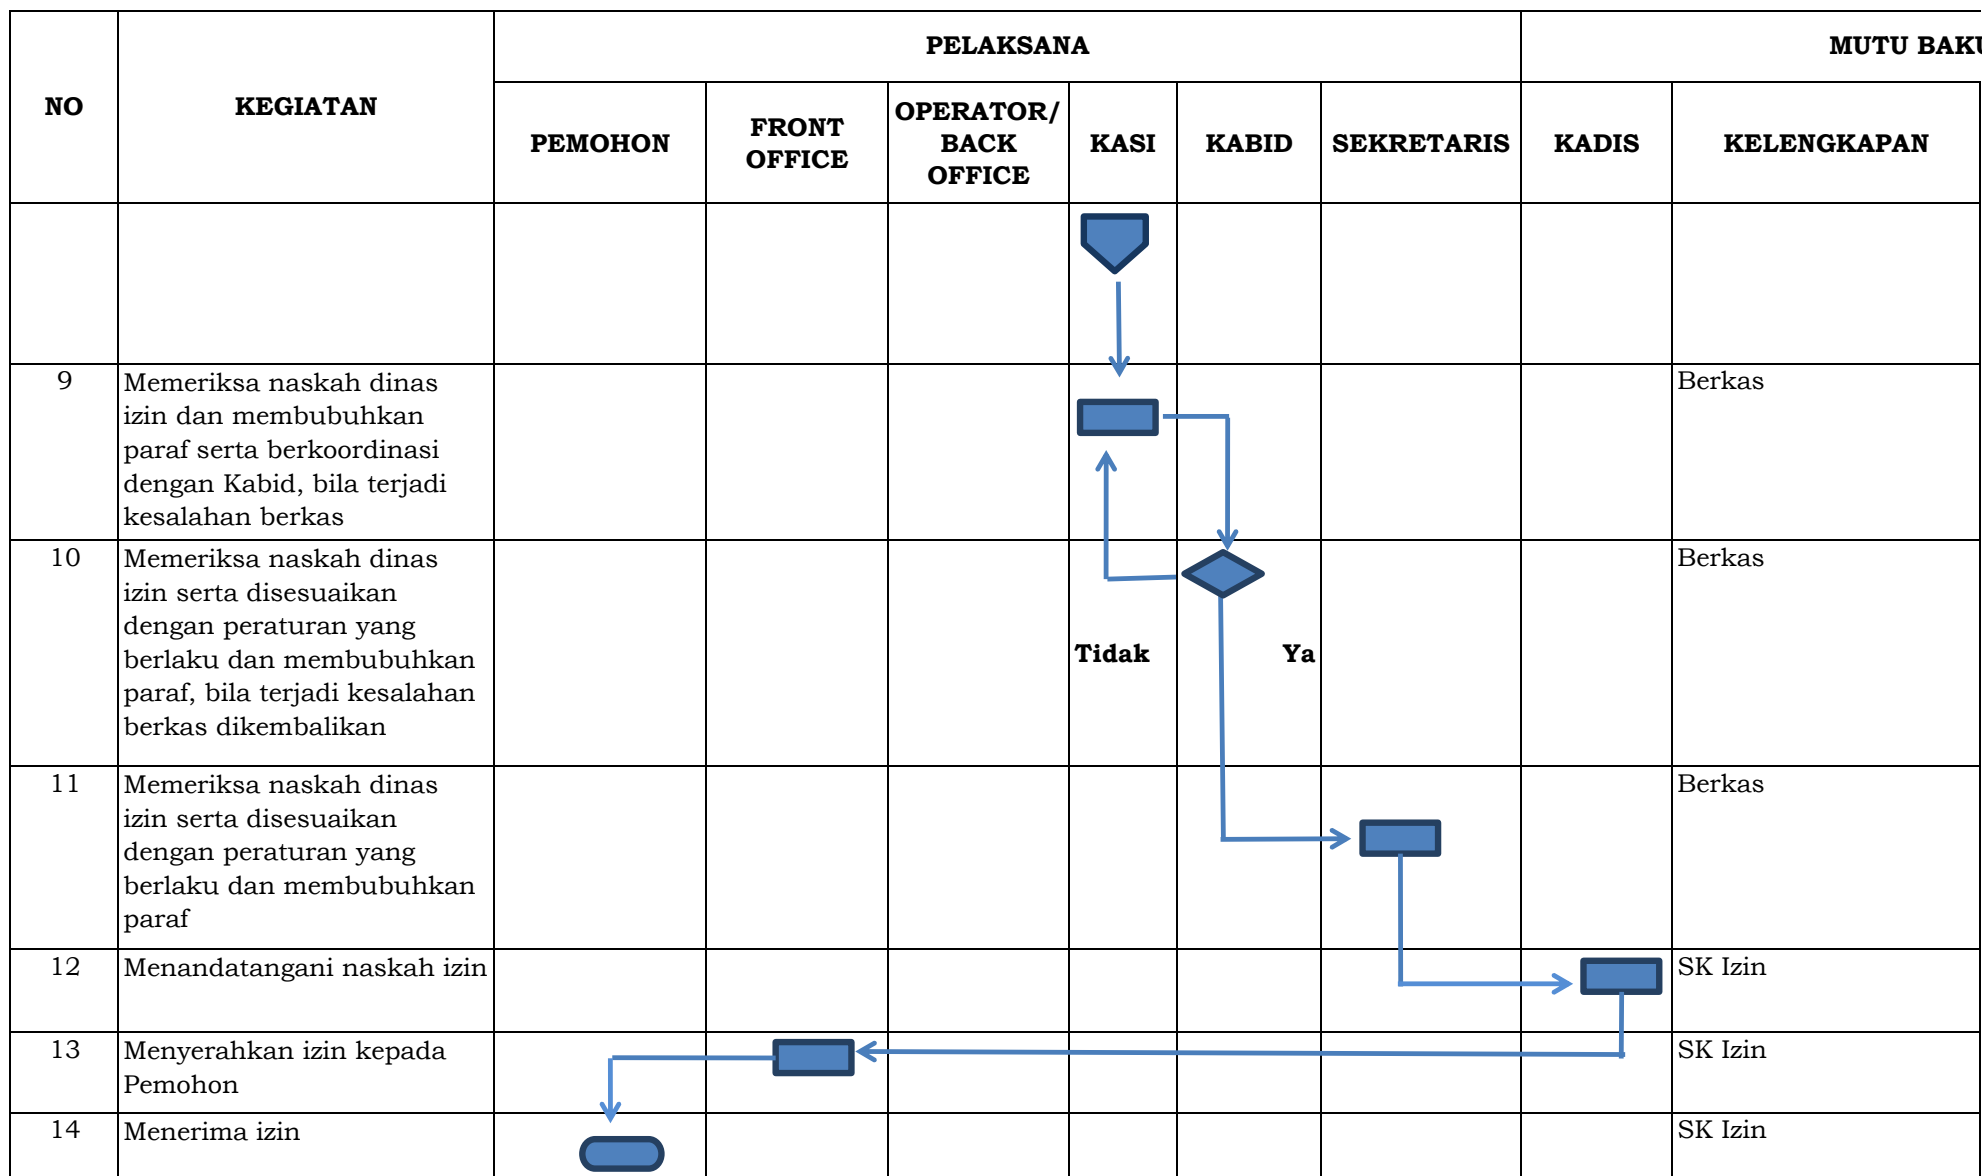 NO
KEGIATAN
PELAKSANA
MUTU BAKU
PEMOHON
FRONT
OFFICE
OPERATOR/
BACK
OFFICE
KASI
KABID
SEKRETARIS
KADIS
KELENGKAPAN
9
Memeriksa naskah dinas
izin dan membubuhkan
paraf serta berkoordinasi
dengan Kabid, bila terjadi
kesalahan berkas
Berkas
10
Memeriksa naskah dinas
izin serta disesuaikan
dengan peraturan yang
berlaku dan membubuhkan
paraf, bila terjadi kesalahan
berkas dikembalikan
Tidak
Ya
Berkas
11
Memeriksa naskah dinas
izin serta disesuaikan
dengan peraturan yang
berlaku dan membubuhkan
paraf
Berkas
12
Menandatangani naskah izin
SK Izin
13
Menyerahkan izin kepada
Pemohon
SK Izin
14
Menerima izin
SK Izin